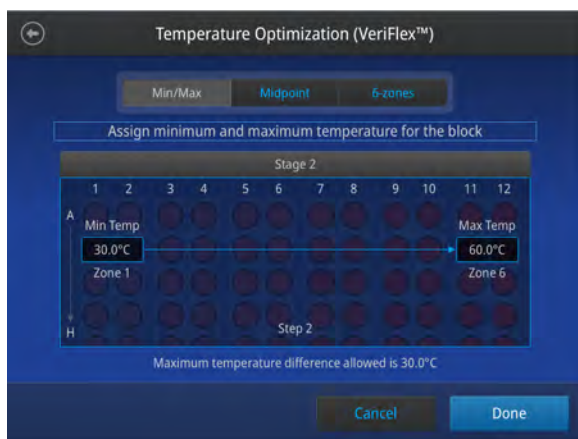 Temperature Optimization (VeriFlex™)
Min/Max Midpoint 6-zones
Assign minimum and maximum temperature for the block
Stage 2
1 2 3 4 5 6 7 8 9 10 11 12
A
Min Temp Max Temp
30.0°C 60.0°C
Zone 1 Zone 6
H Step 2
Maximum temperature difference allowed is 30.0°C
Cancel Done